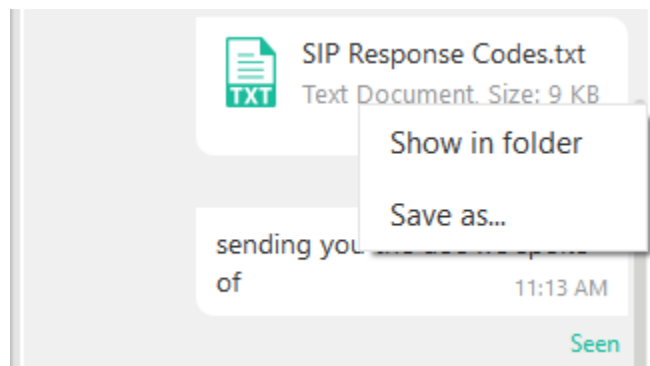 SIP Response Codes.txt
TXT
Text Document, Size: 9 KB
Show in folder
Save as...
sending you
of
11:13 AM
Seen